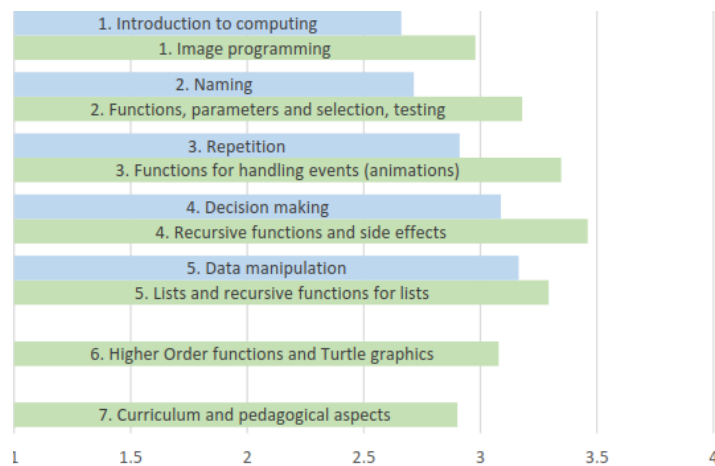 1. Introduction to computing
1. Image programming
2. Naming
2. Functions, parameters and selection, testing
3. Repetition
3. Functions for handling events (animations)
4. Decision making
4. Recursive functions and side effects
5. Data manipulation
5. Lists and recursive functions for lists
6. Higher Order functions and Turtle graphics
7. Curriculum and pedagogical aspects
1 1.5 2 2.5 3 3.5 4